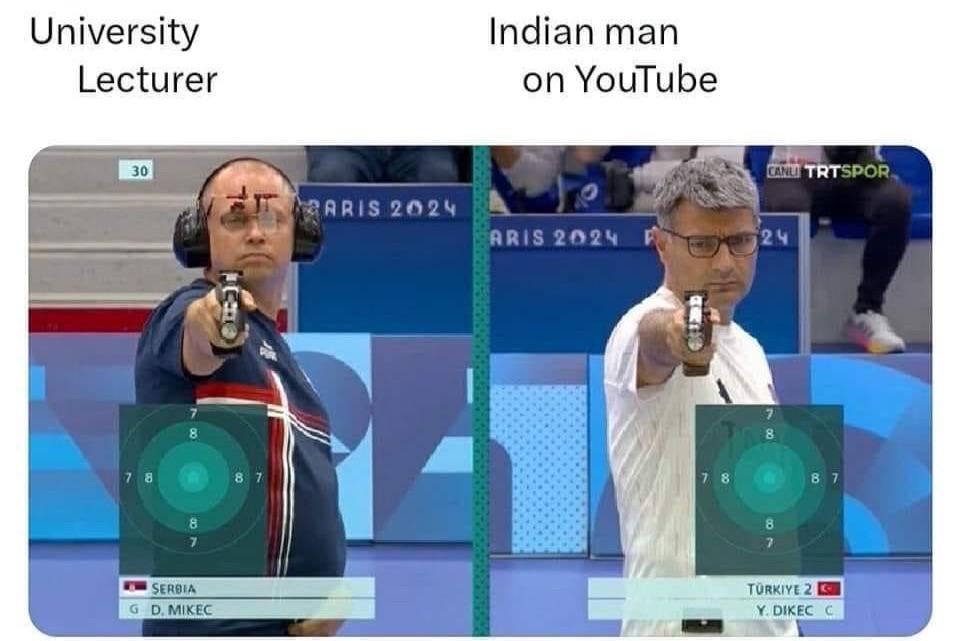 University
Lecturer
Indian man
on YouTube
30
PARIS 2024
ARIS 2024 P
24
CANLI TRTSPOR
7
8
7 8 8 7
8
7
7
8
7 8 8 7
8
7
SERBIA
G D. MIKEC
TÜRKIYE 2
Y. DIKEC C